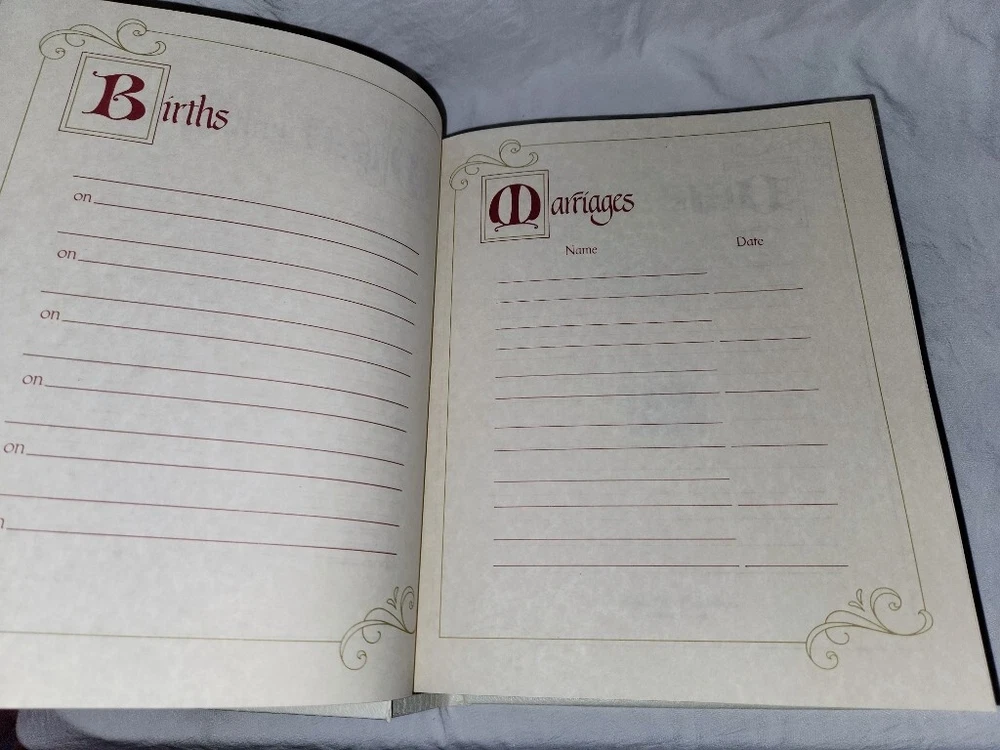 Births
on
on
on
on
on
Marriages
Name Date